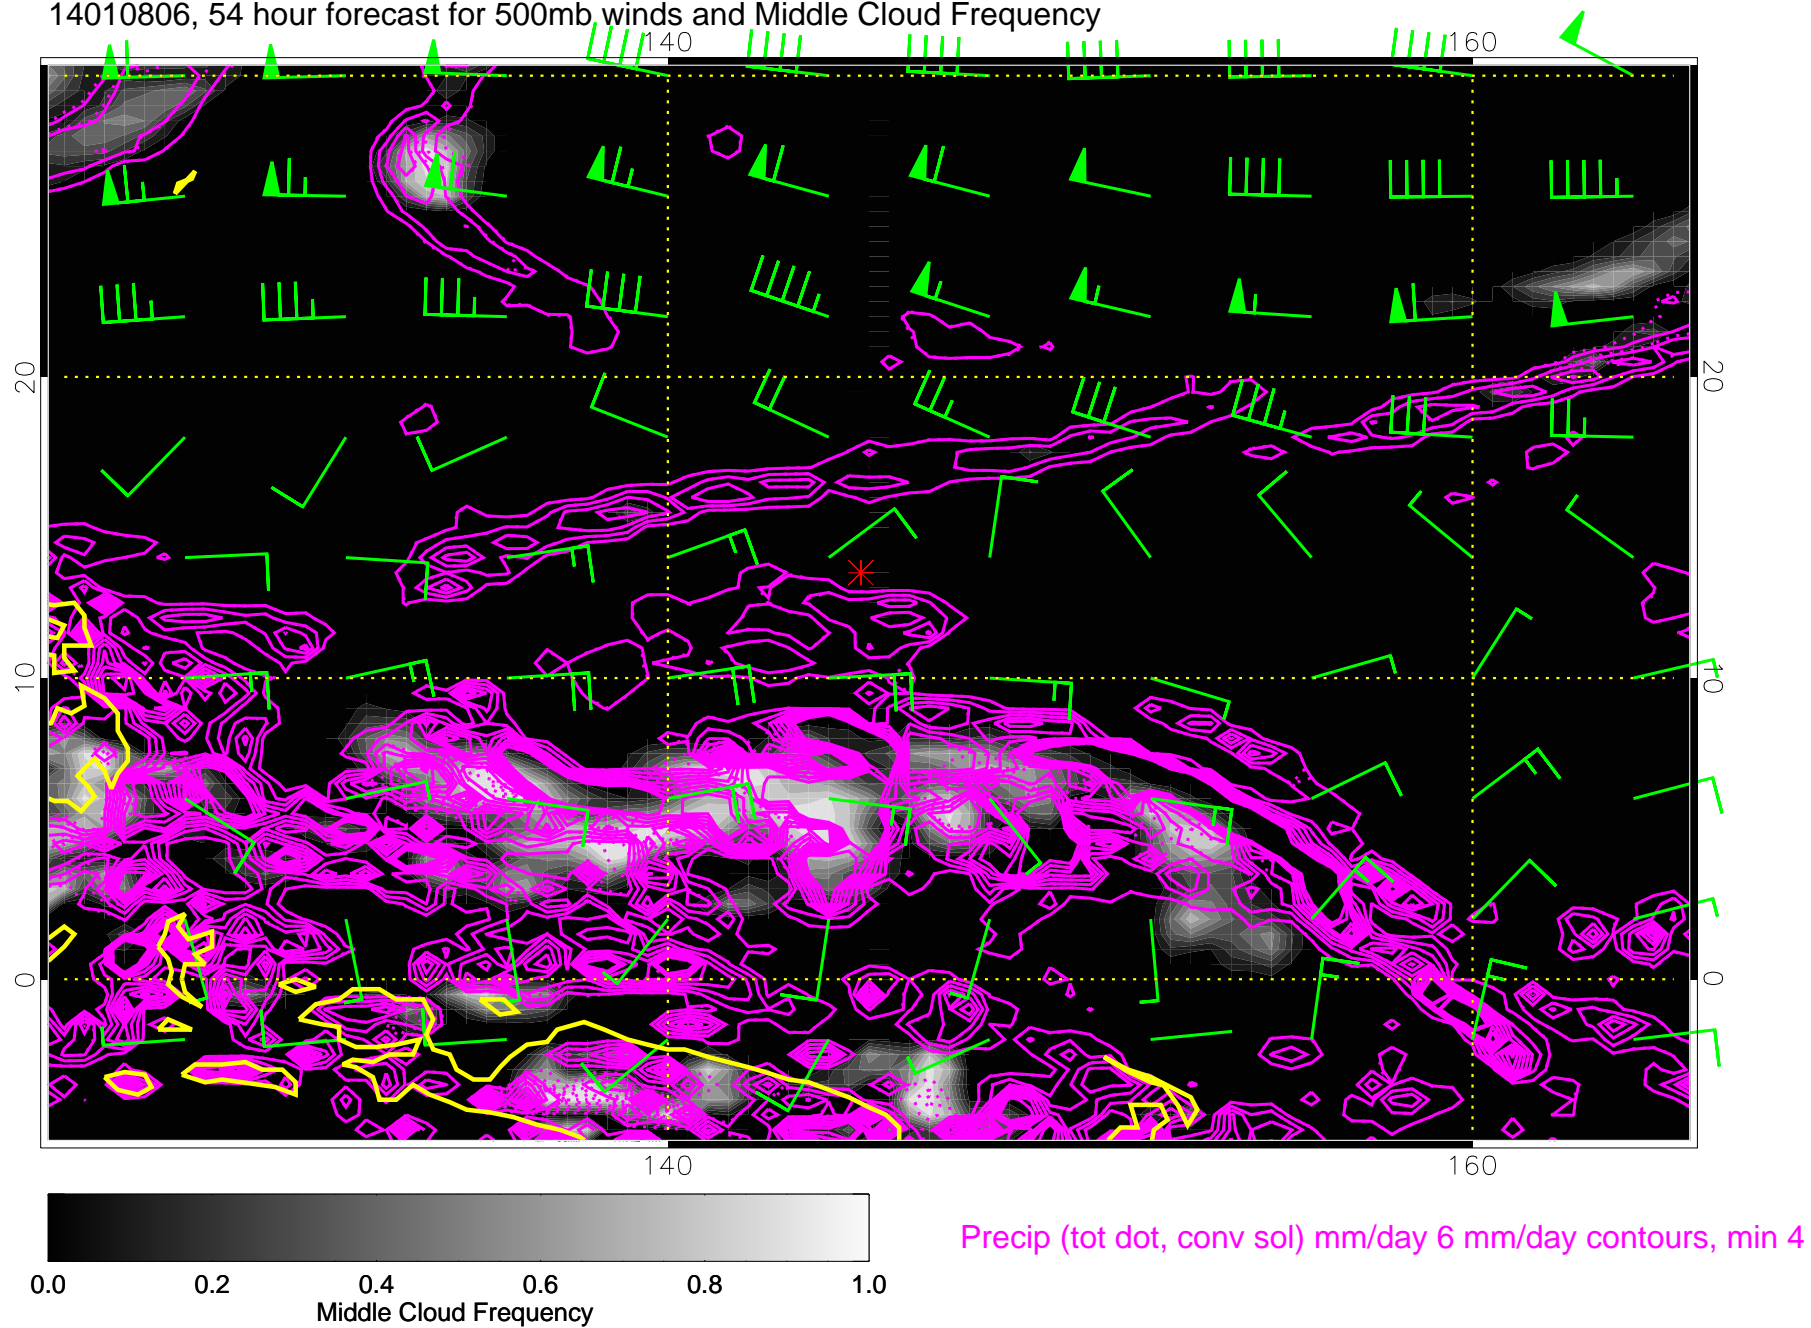 14010806, 54 hour forecast for 500mb winds and Middle Cloud Frequency
140 160
20 20
10 10
0 0
140 160
0.0 0.2 0.4 0.6 0.8 1.0
Middle Cloud Frequency
Precip (tot dot, conv sol) mm/day 6 mm/day contours, min 4